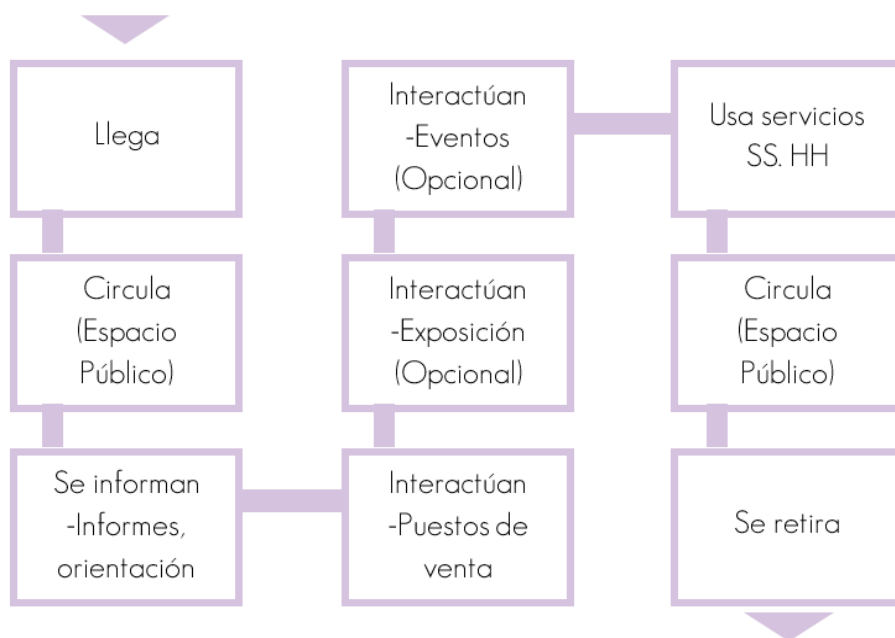 Llega
Circula
(Espacio
Público)
Se informan
-Informes,
orientación
Interactúan
-Puestos de
venta
Interactúan
-Exposición
(Opcional)
Interactúan
-Eventos
(Opcional)
Usa servicios
SS. HH
Circula
(Espacio
Público)
Se retira